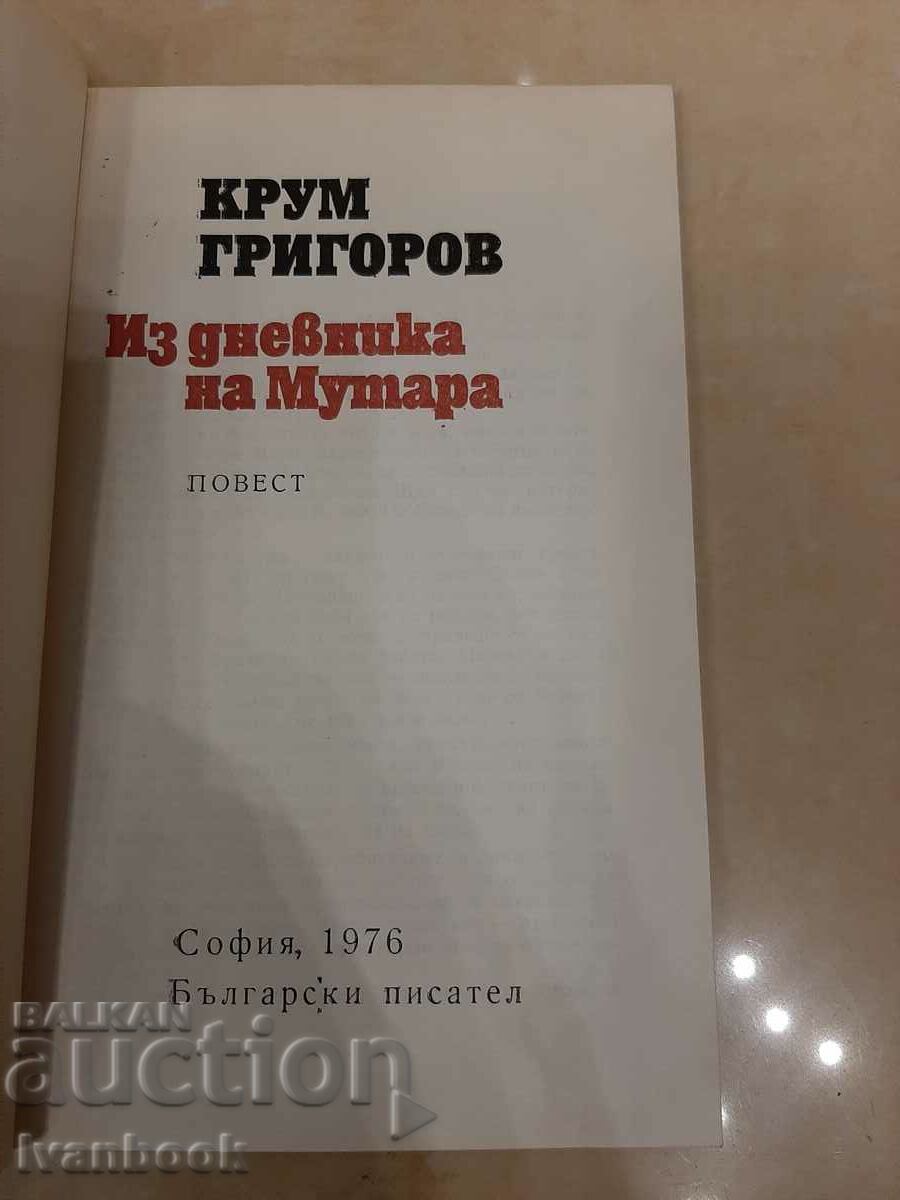 КРУМ
ГРИГОРОВ
Из дневника
на Мутара
ПОВЕСТ
София, 1976
Български писател
BALKAN
auction
Ivanbook